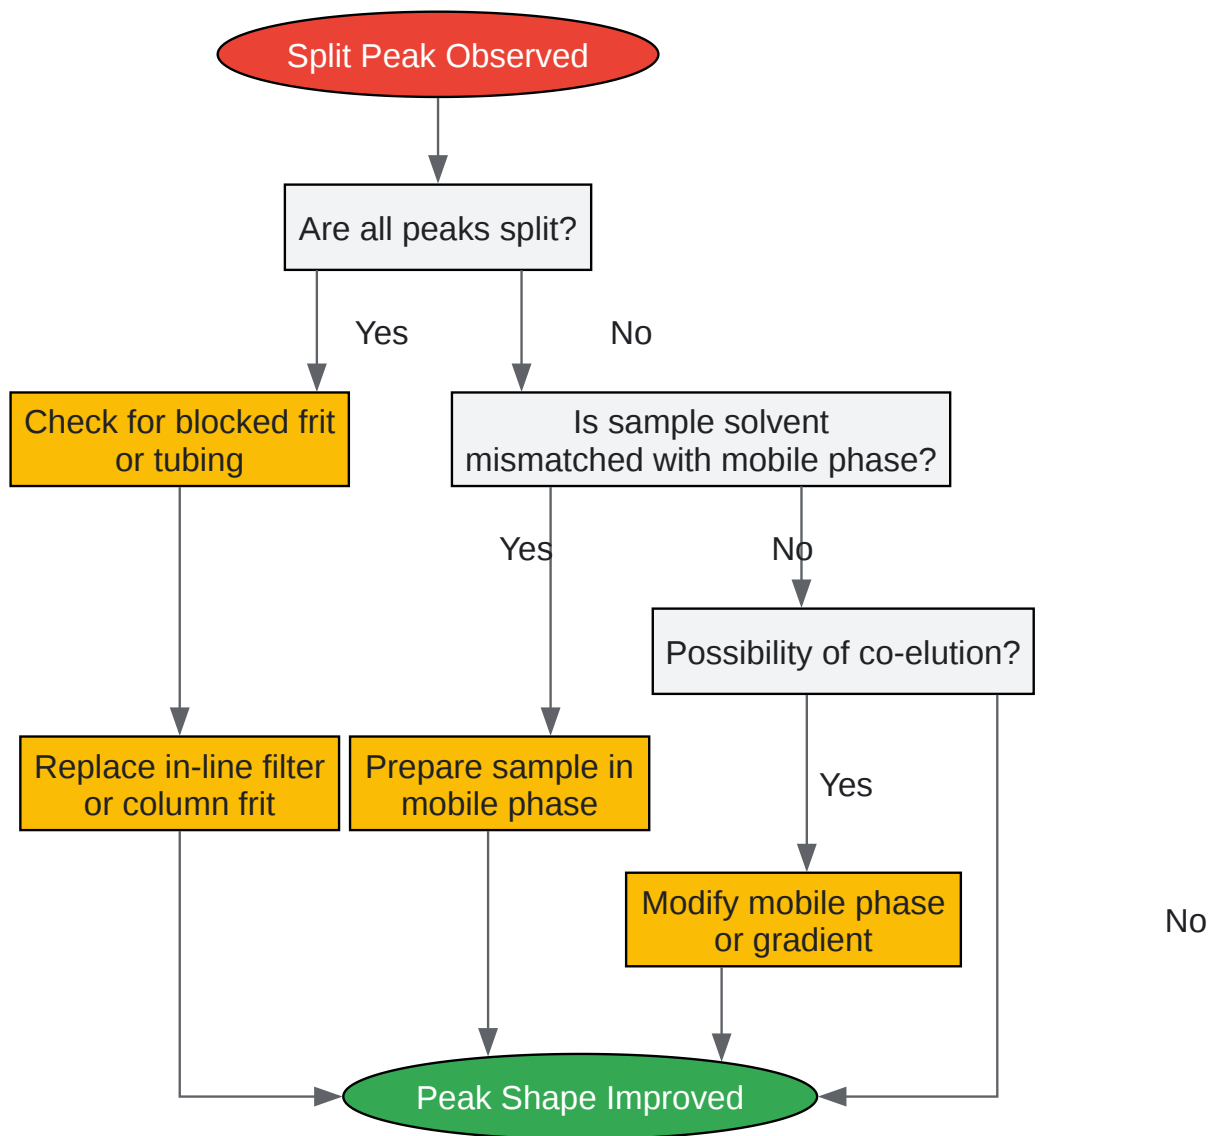 Split Peak Observed
Are all peaks split?
Yes
No
Check for blocked frit
or tubing
Is sample solvent
mismatched with mobile phase?
Yes
No
Possibility of co-elution?
Replace in-line filter
or column frit
Prepare sample in
mobile phase
Yes
Modify mobile phase
or gradient
No
Peak Shape Improved